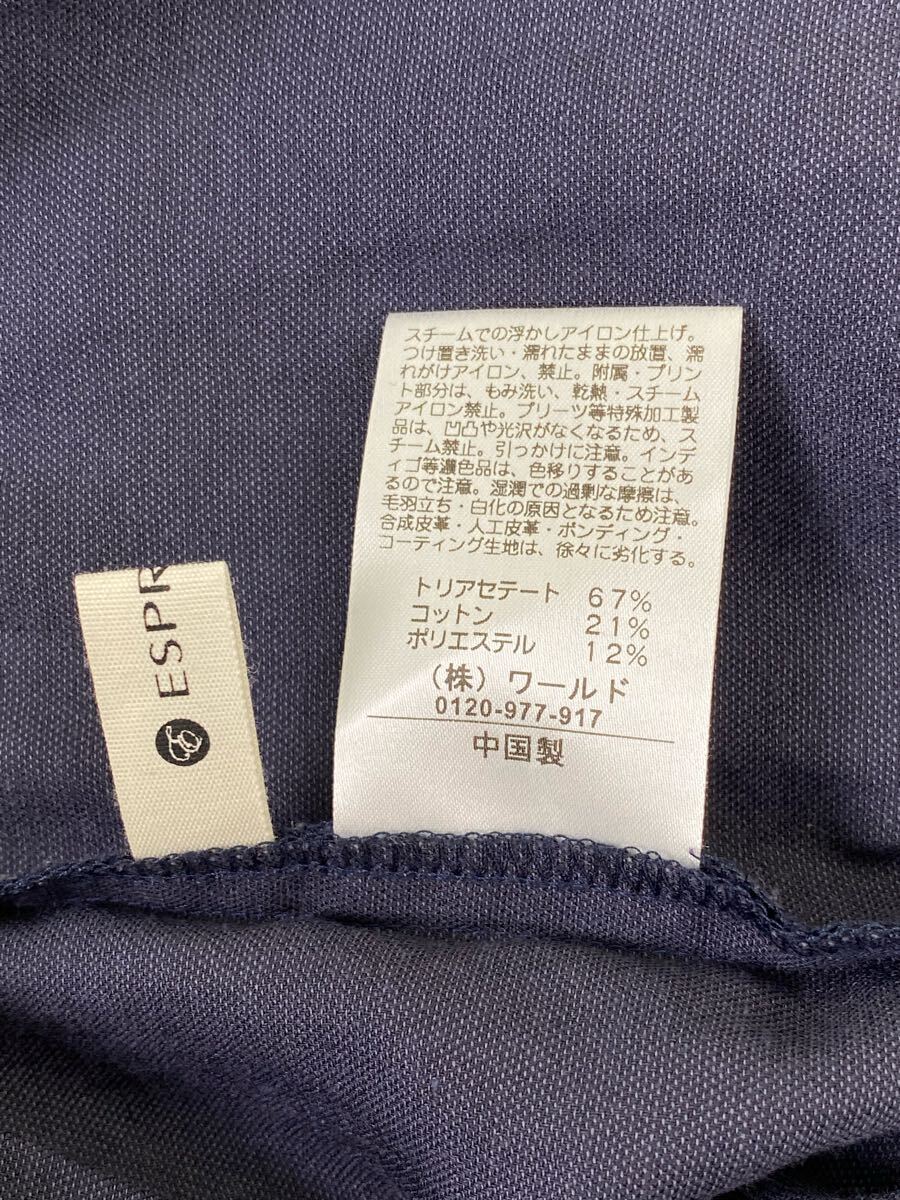 スチームでの浮かしアイロン仕上げ。
つけ置き洗い・濡れたままの放置、濡
れがけアイロン、禁止。附属・プリン
ト部分は、もみ洗い、乾熱・スチーム
アイロン禁止。プリーツ等特殊加工製
品は、凹凸や光沢がなくなるため、ス
チーム禁止。引っかけに注意。インデ
ィゴ等濃色品は、色移りすることがあ
るので注意。湿潤での過剰な摩擦は、
毛羽立ち・白化の原因となるため注意。
合成皮革・人工皮革・ボンディング・
コーティング生地は、徐々に劣化する。
トリアセテート 67%
コットン 21%
ポリエステル 12%
(株)ワールド
0120-977-917
中国製
ESPR